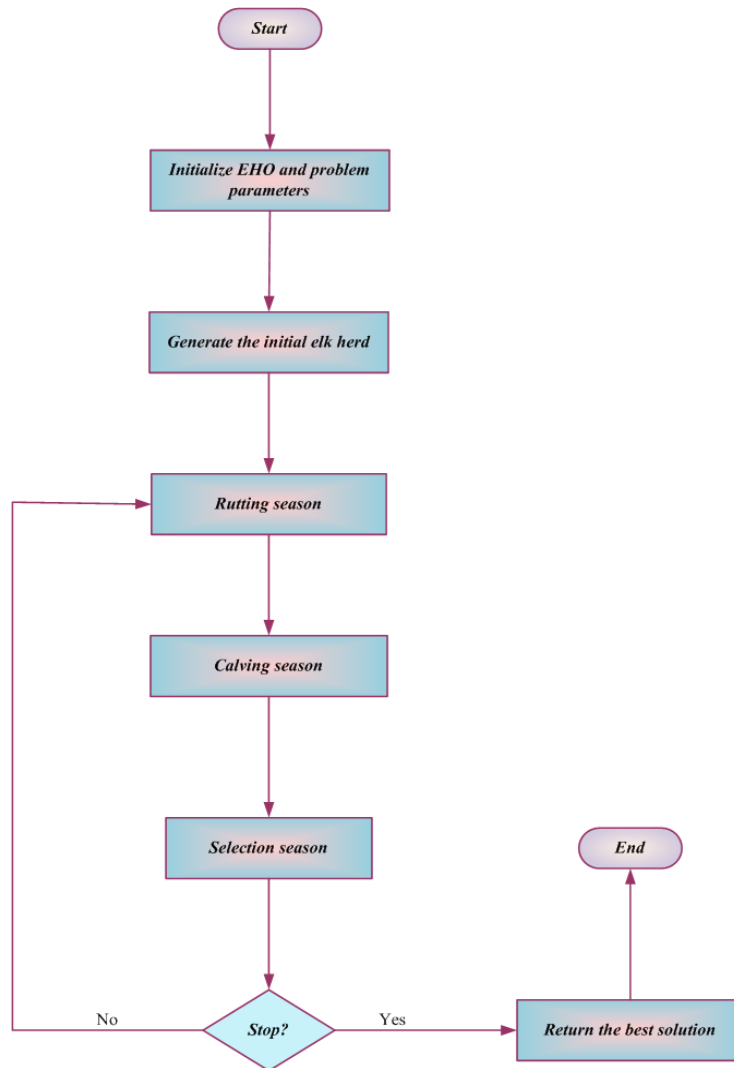 Start
Initialize EHO and problem
parameters
Generate the initial elk herd
Rutting season
Calving season
Selection season
End
No
Stop?
Yes
Return the best solution